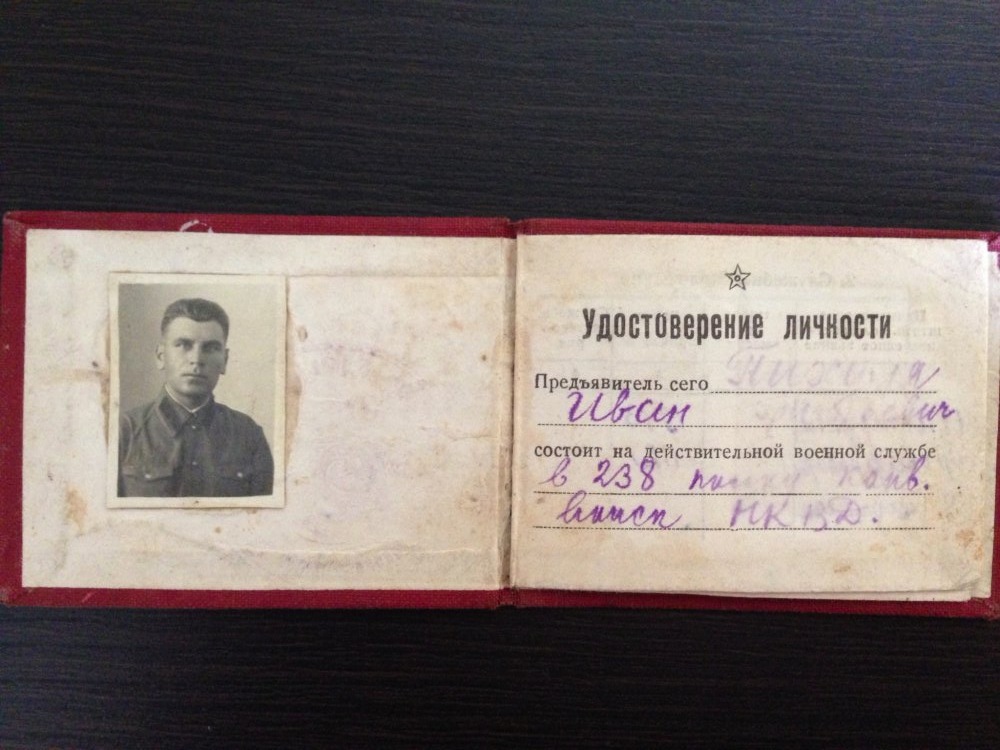 Удостоверение личности
Предъявитель сего
Иван
состоит на действительной военной службе
в 238 полку конв.
войск НКВД.